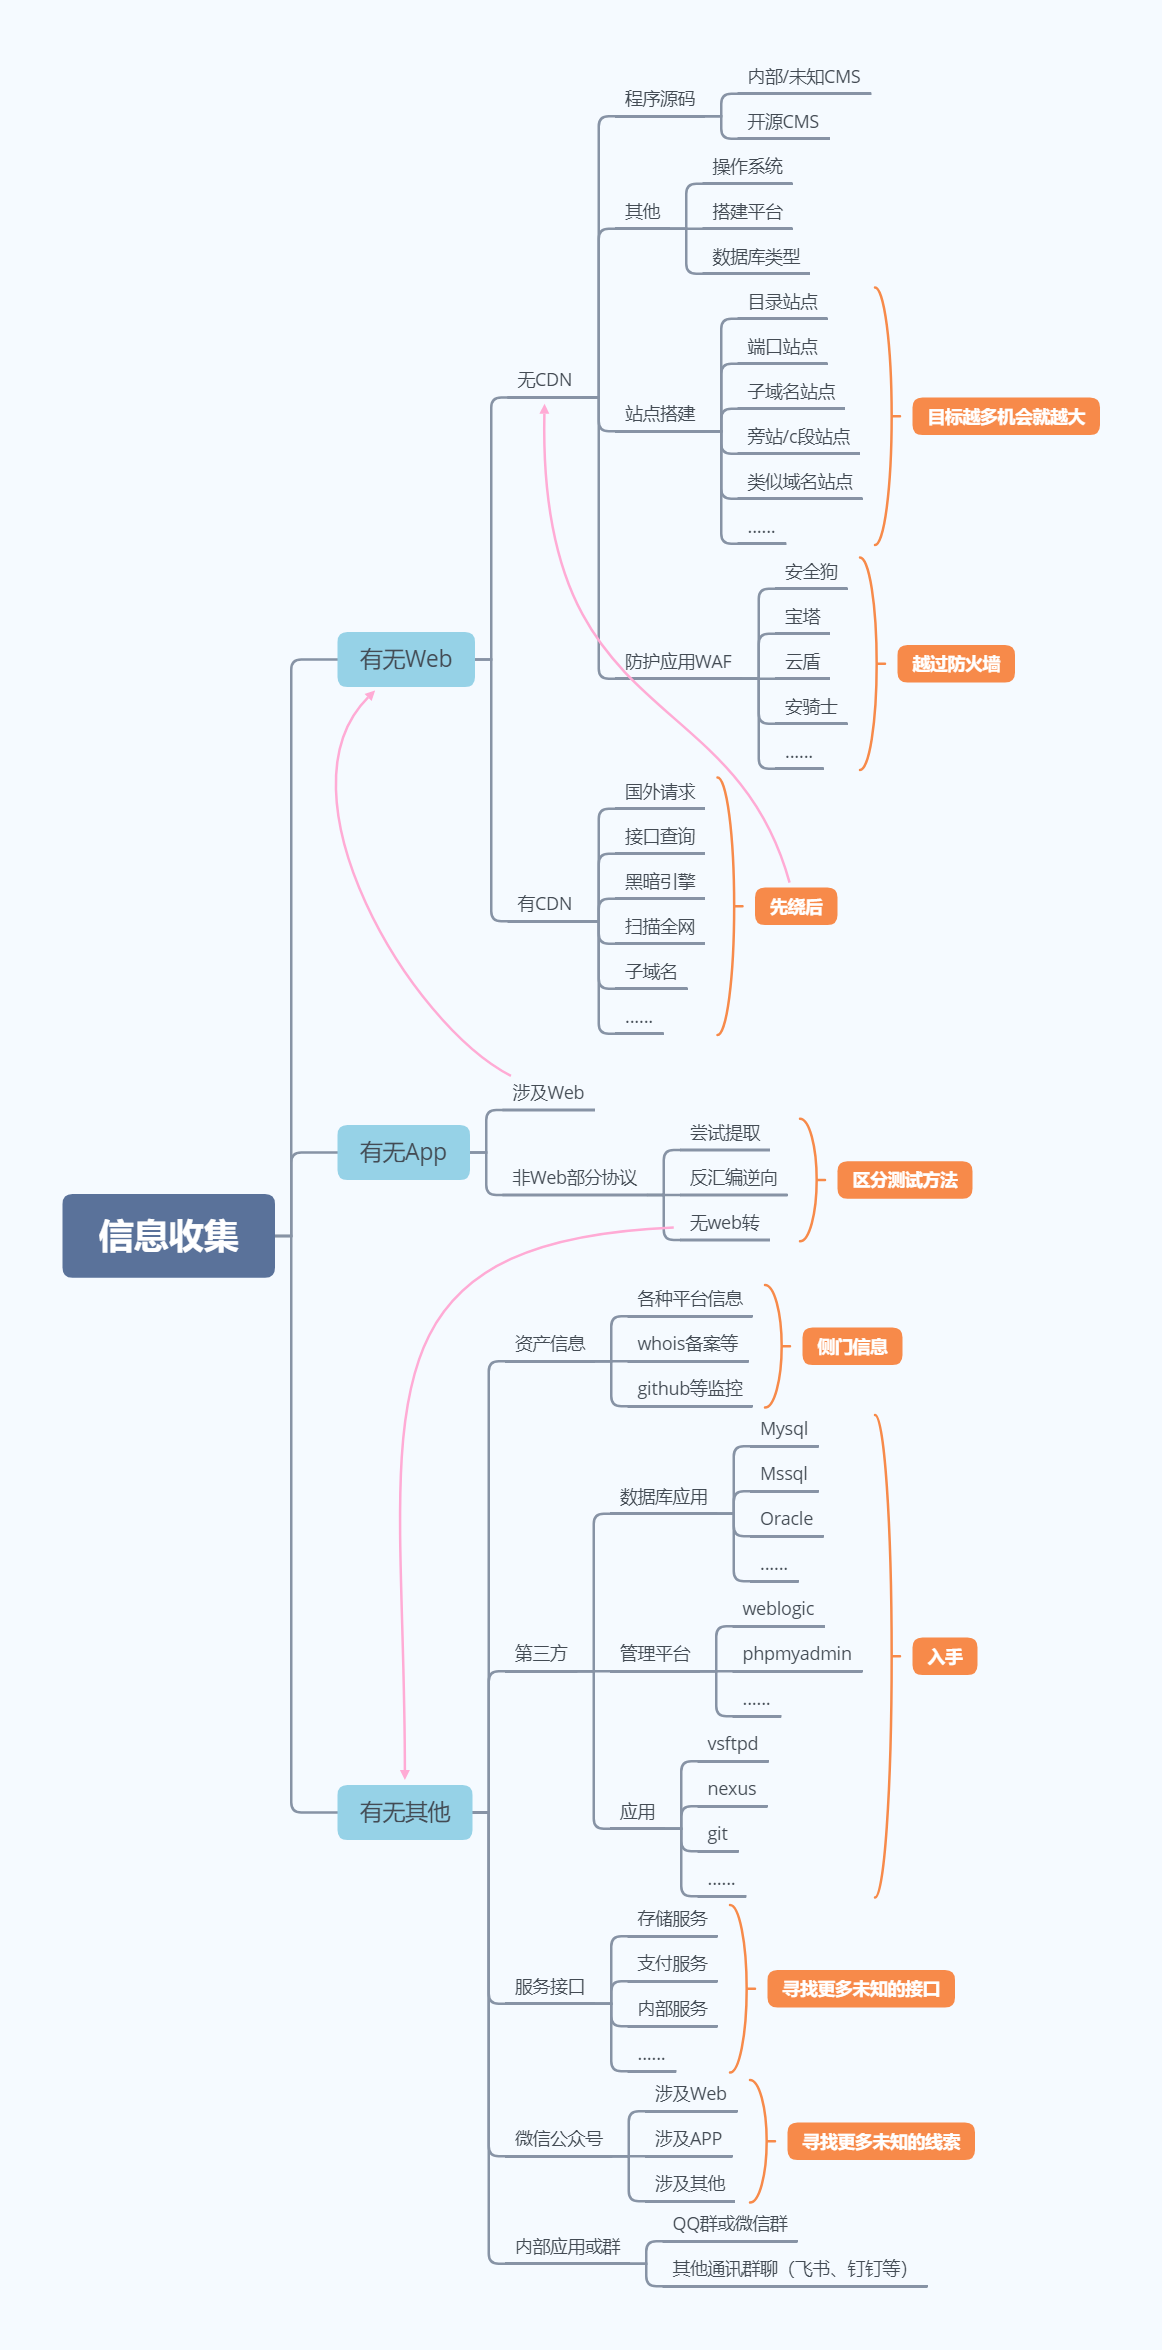 信息收集
有无Web
无CDN
程序源码
内部/未知CMS
开源CMS
其他
操作系统
搭建平台
数据库类型
站点搭建
目录站点
端口站点
子域名站点
旁站/c段站点
类似域名站点
......
目标越多机会就越大
防护应用WAF
安全狗
宝塔
云盾
安骑士
......
越过防火墙
有CDN
国外请求
接口查询
黑暗引擎
扫描全网
子域名
......
先绕后
有无App
涉及Web
非Web部分协议
尝试提取
反汇编逆向
无web转
区分测试方法
有无其他
资产信息
各种平台信息
whois备案等
github等监控
侧门信息
第三方
数据库应用
Mysql
Mssql
Oracle
......
管理平台
weblogic
phpmyadmin
......
应用
vsftpd
nexus
git
......
入手
服务接口
存储服务
支付服务
内部服务
......
寻找更多未知的接口
微信公众号
涉及Web
涉及APP
涉及其他
寻找更多未知的线索
内部应用或群
QQ群或微信群
其他通讯群聊（飞书、钉钉等）